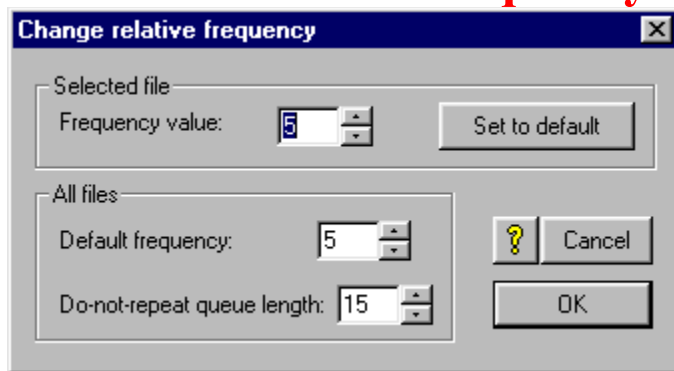 Change relative frequency
Selected file
Frequency value: 5 Set to default
All files
Default frequency: 5
? Cancel
Do-not-repeat queue length: 15
OK